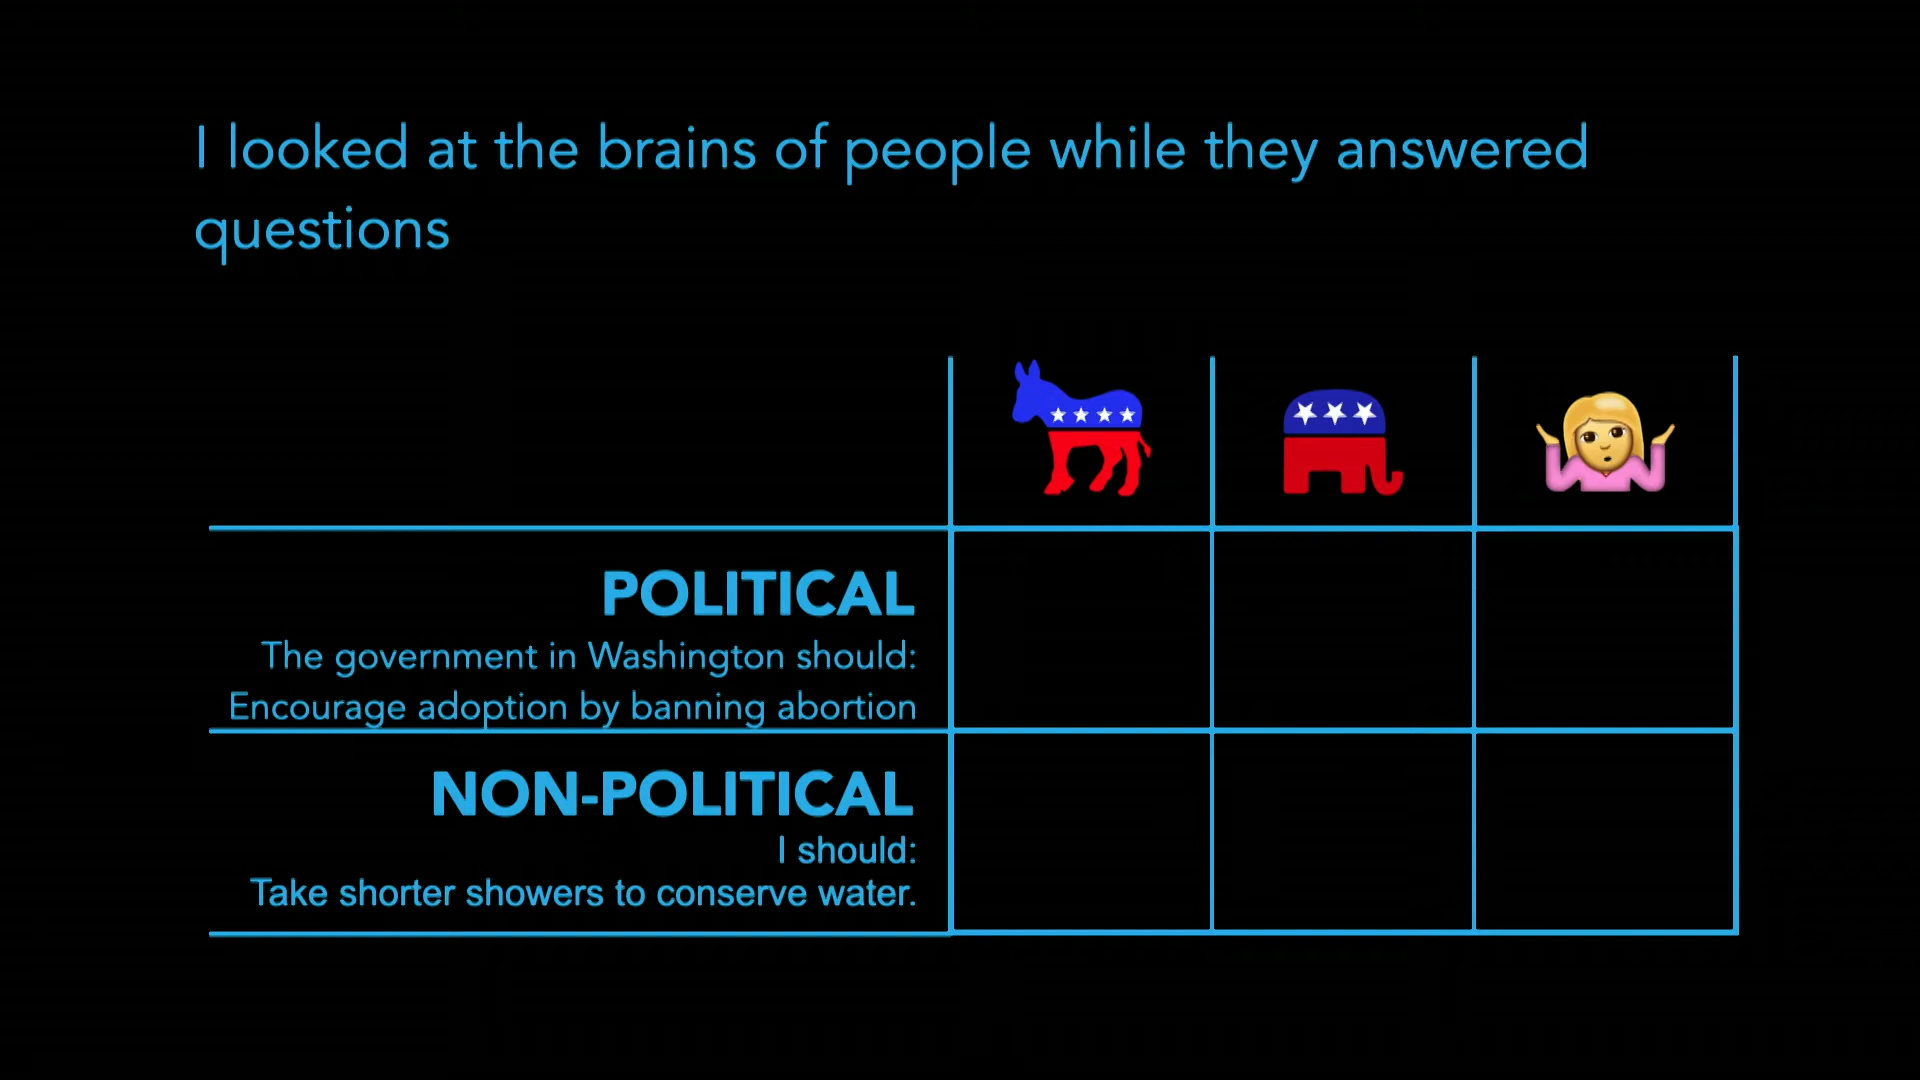 I looked at the brains of people while they answered
questions
POLITICAL
The government in Washington should:
Encourage adoption by banning abortion
NON-POLITICAL
I should:
Take shorter showers to conserve water.